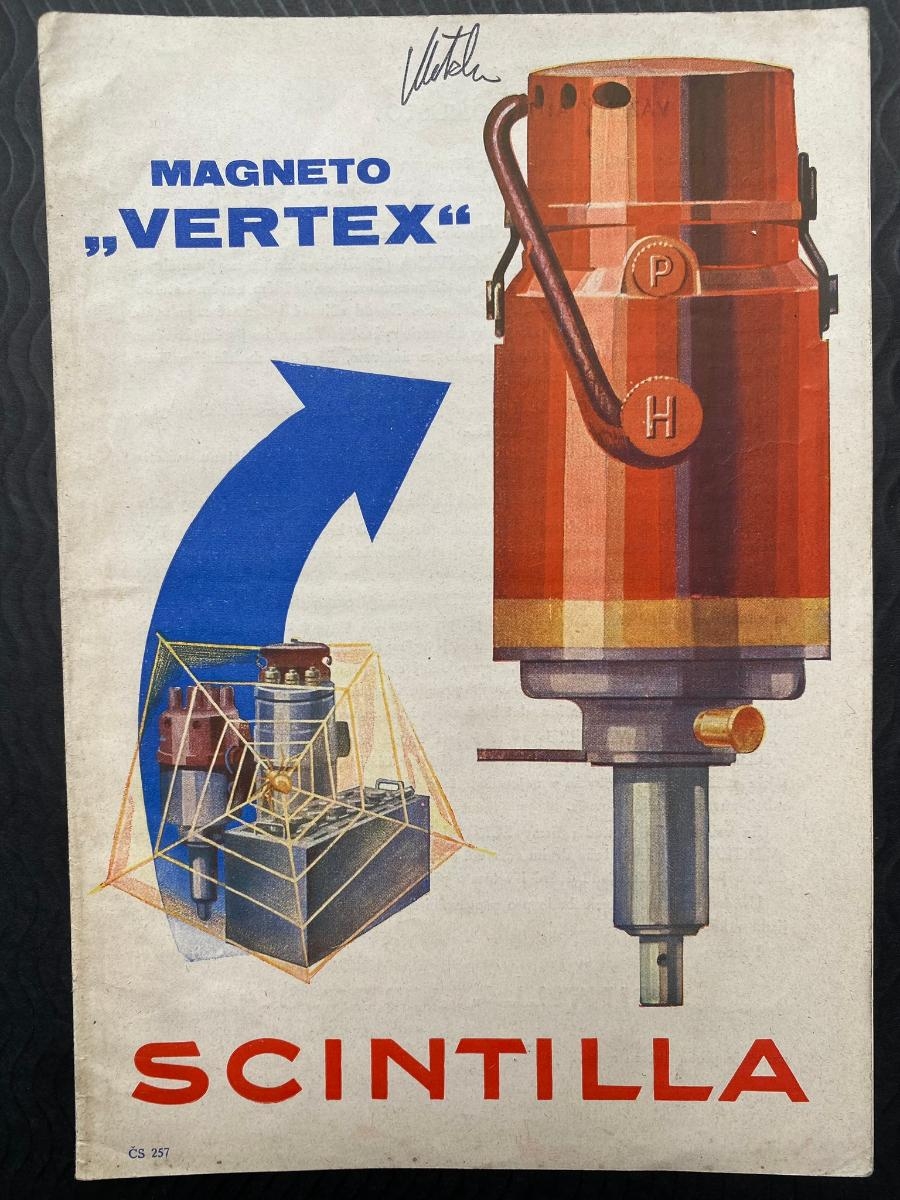 MAGNETO
„VERTEX“
P
H
SCINTILLA
ČS 257